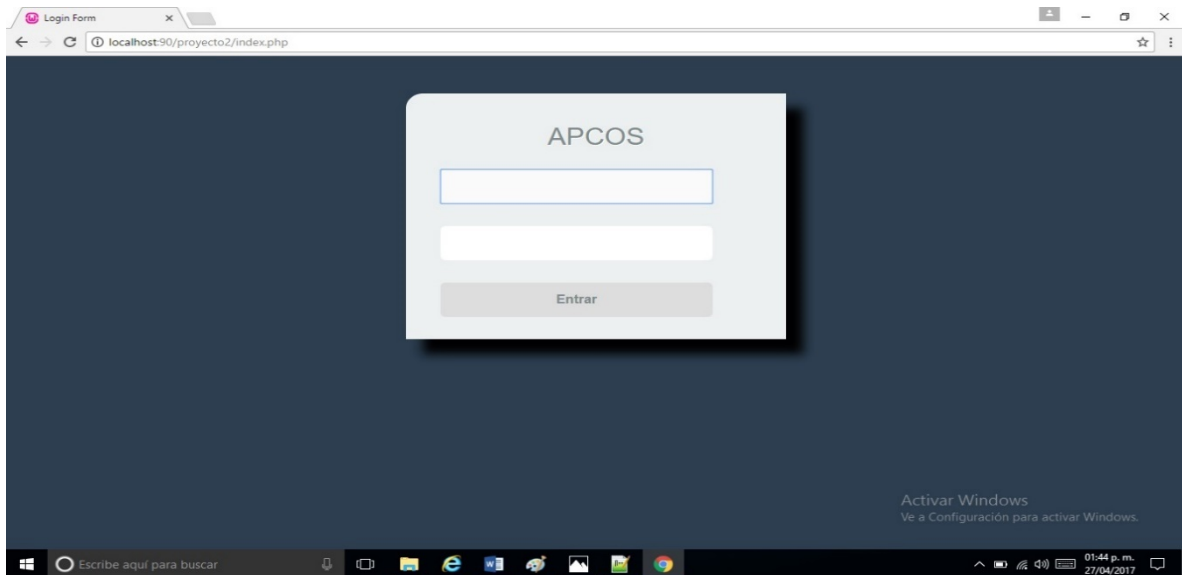 Login Form
localhost:90/proyecto2/index.php
APCOS
Entrar
Activar Windows
Ve a Configuración para activar Windows.
Escribe aquí para buscar
01:44 p. m.
27/04/2017